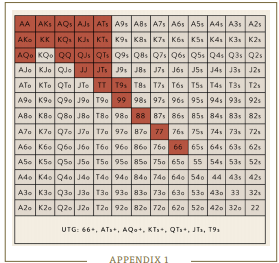 AA AKs AQs AJs ATs A9s A8s A7s A6s A5s A4s A3s A2s
AKo KK KQs KJs KTs K9s K8s K7s K6s K5s K4s K3s K2s
AQo KQo QQ QJs QTs Q9s Q8s Q7s Q6s Q5s Q4s Q3s Q2s
AJo KJo QJo JJ JTs J9s J8s J7s J6s J5s J4s J3s J2s
ATo KTo QTo JTo TT T9s T8s T7s T6s T5s T4s T3s T2s
A9o K9o Q9o J9o T9o 99 98s 97s 96s 95s 94s 93s 92s
A8o K8o Q8o J8o T8o 98o 88 87s 86s 85s 84s 83s 82s
A7o K7o Q7o J7o T7o 97o 87o 77 76s 75s 74s 73s 72s
A6o K6o Q6o J6o T6o 96o 86o 76o 66 65s 64s 63s 62s
A5o K5o Q5o J5o T5o 95o 85o 75o 65o 55 54s 53s 52s
A4o K4o Q4o J4o T4o 94o 84o 74o 64o 54o 44 43s 42s
A3o K3o Q3o J3o T3o 93o 83o 73o 63o 53o 43o 33 32s
A2o K2o Q2o J2o T2o 92o 82o 72o 62o 52o 42o 32o 22
UTG: 66+, ATs+, AQo+, KTs+, QTs+, JTs, T9s
APPENDIX 1